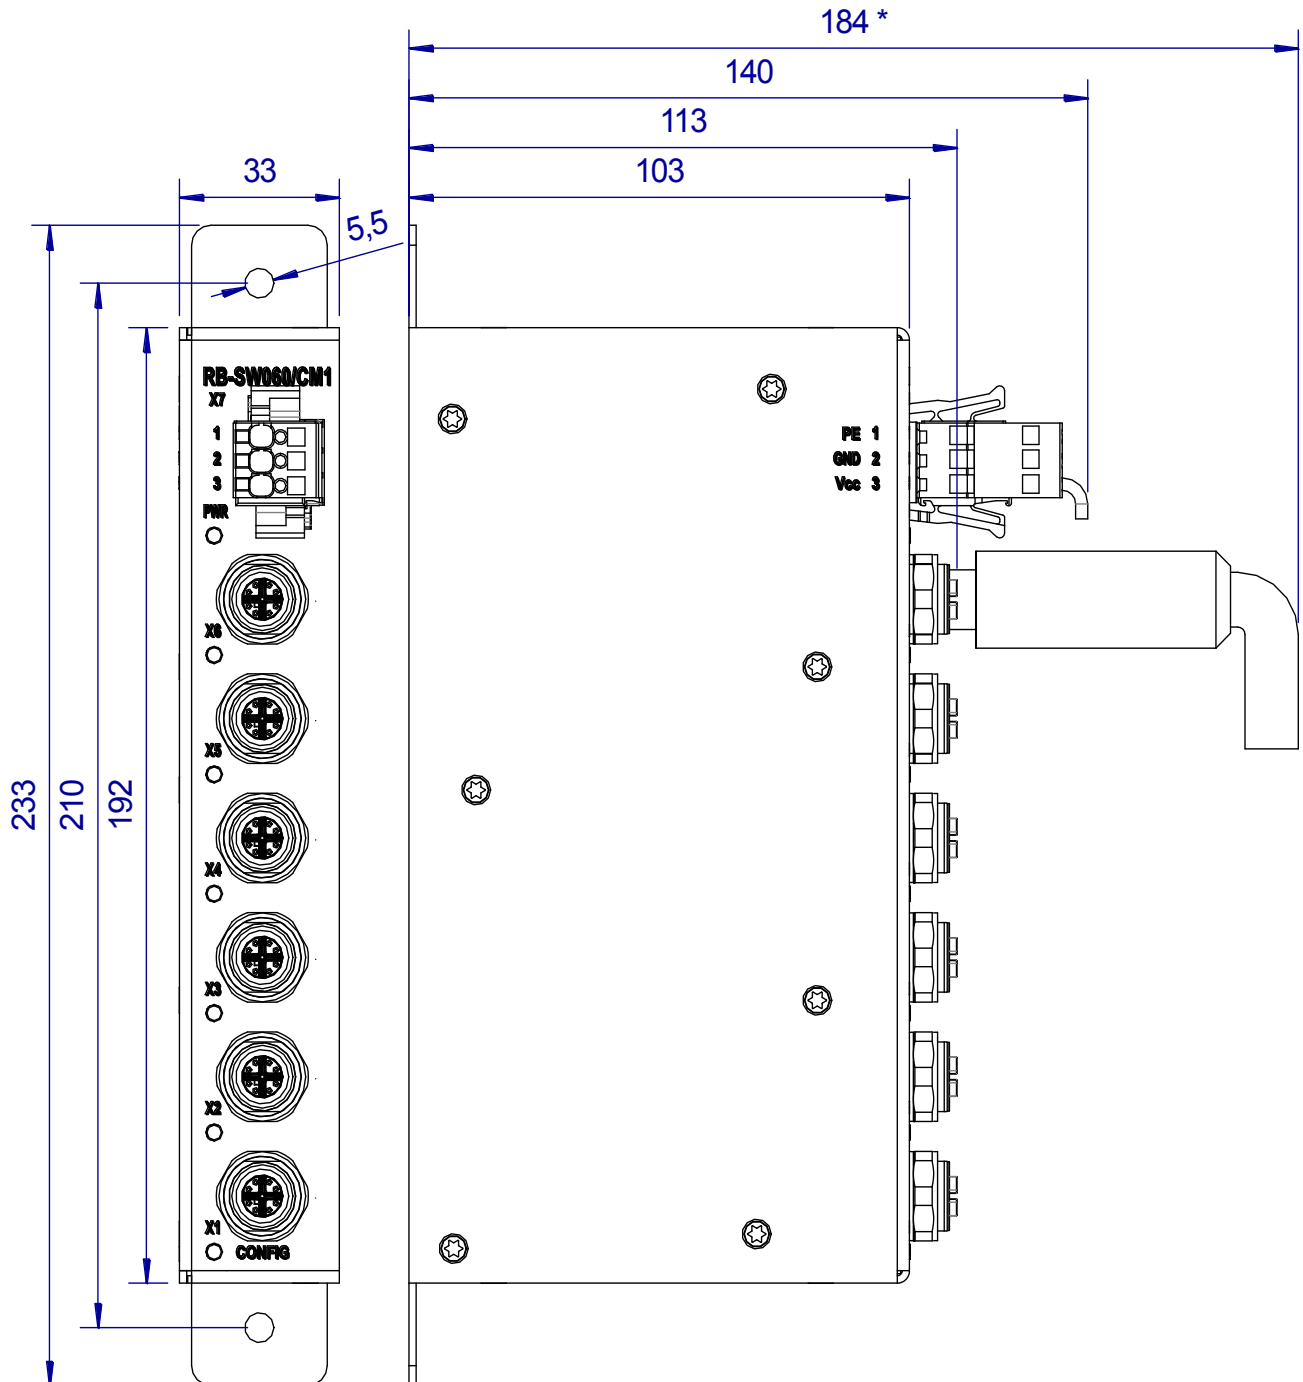 184 *
140
113
103
33
5,5
233
210
192
RB-SW060/CM1
X7
1
2
3
PWR
X6
X5
X4
X3
X2
X1
CONFIG
PE 1
GND 2
Vcc 3